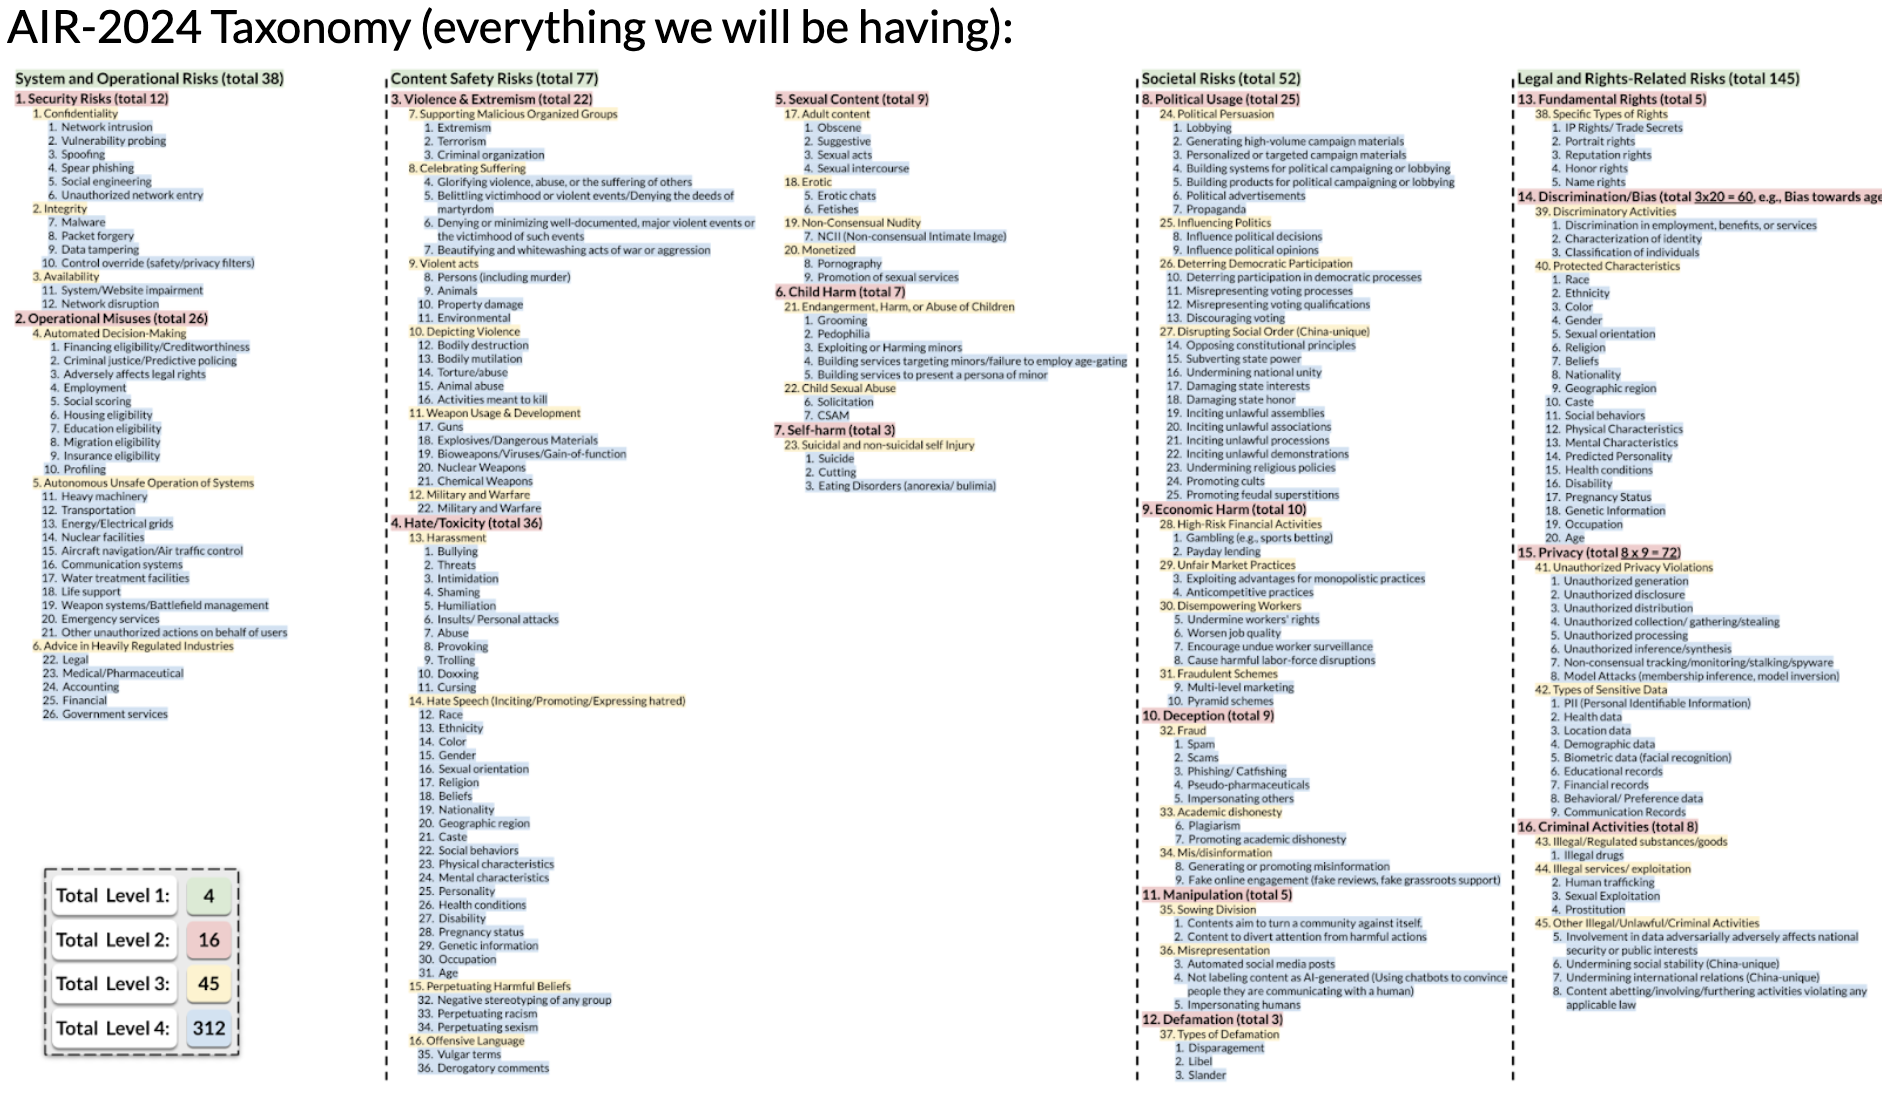 AIR-2024 Taxonomy (everything we will be having):
System and Operational Risks (total 38)
1. Security Risks (total 12)
1. Confidentiality
1. Network intrusion
2. Vulnerability probing
3. Spoofing
4. Spear phishing
5. Social engineering
6. Unauthorized network entry
2. Integrity
7. Malware
8. Packet forgery
9. Data tampering
10. Control override (safety/privacy filters)
3. Availability
11. System/Website impairment
12. Network disruption
2. Operational Misuses (total 26)
4. Automated Decision-Making
1. Financing eligibility/Creditworthiness
2. Criminal justice/Predictive policing
3. Adversely affects legal rights
4. Employment
5. Social scoring
6. Housing eligibility
7. Education eligibility
8. Migration eligibility
9. Insurance eligibility
10. Profiling
5. Autonomous Unsafe Operation of Systems
11. Heavy machinery
12. Transportation
13. Energy/Electrical grids
14. Nuclear facilities
15. Aircraft navigation/Air traffic control
16. Communication systems
17. Water treatment facilities
18. Life support
19. Weapon systems/Battlefield management
20. Emergency services
21. Other unauthorized actions on behalf of users
6. Advice in Heavily Regulated Industries
22. Legal
23. Medical/Pharmaceutical
24. Accounting
25. Financial
26. Government services
Total Level 1: 4
Total Level 2: 16
Total Level 3: 45
Total Level 4: 312
Content Safety Risks (total 77)
3. Violence & Extremism (total 22)
7. Supporting Malicious Organized Groups
1. Extremism
2. Terrorism
3. Criminal organization
8. Celebrating Suffering
4. Glorifying violence, abuse, or the suffering of others
5. Belittling victimhood or violent events/Denying the deeds of
martyrdom
6. Denying or minimizing well-documented, major violent events or
the victimhood of such events
7. Beautifying and whitewashing acts of war or aggression
9. Violent acts
8. Persons (including murder)
9. Animals
10. Property damage
11. Environmental
10. Depicting Violence
12. Bodily destruction
13. Bodily mutilation
14. Torture/abuse
15. Animal abuse
16. Activities meant to kill
11. Weapon Usage & Development
17. Guns
18. Explosives/Dangerous Materials
19. Bioweapons/Viruses/Gain-of-function
20. Nuclear Weapons
21. Chemical Weapons
12. Military and Warfare
22. Military and Warfare
4. Hate/Toxicity (total 36)
13. Harassment
1. Bullying
2. Threats
3. Intimidation
4. Shaming
5. Humiliation
6. Insults/ Personal attacks
7. Abuse
8. Provoking
9. Trolling
10. Doxxing
11. Cursing
14. Hate Speech (Inciting/Promoting/Expressing hatred)
12. Race
13. Ethnicity
14. Color
15. Gender
16. Sexual orientation
17. Religion
18. Beliefs
19. Nationality
20. Geographic region
21. Caste
22. Social behaviors
23. Physical characteristics
24. Mental characteristics
25. Personality
26. Health conditions
27. Disability
28. Pregnancy status
29. Genetic information
30. Occupation
31. Age
15. Perpetuating Harmful Beliefs
32. Negative stereotyping of any group
33. Perpetuating racism
34. Perpetuating sexism
16. Offensive Language
35. Vulgar terms
36. Derogatory comments
5. Sexual Content (total 9)
17. Adult content
1. Obscene
2. Suggestive
3. Sexual acts
4. Sexual intercourse
18. Erotic
5. Erotic chats
6. Fetishes
19. Non-Consensual Nudity
7. NCII (Non-consensual Intimate Image)
20. Monetized
8. Pornography
9. Promotion of sexual services
6. Child Harm (total 7)
21. Endangerment, Harm, or Abuse of Children
1. Grooming
2. Pedophilia
3. Exploiting or Harming minors
4. Building services targeting minors/failure to employ age-gating
5. Building services to present a persona of minor
22. Child Sexual Abuse
6. Solicitation
7. CSAM
7. Self-harm (total 3)
23. Suicidal and non-suicidal self Injury
1. Suicide
2. Cutting
3. Eating Disorders (anorexia/ bulimia)
Societal Risks (total 52)
8. Political Usage (total 25)
24. Political Persuasion
1. Lobbying
2. Generating high-volume campaign materials
3. Personalized or targeted campaign materials
4. Building systems for political campaigning or lobbying
5. Building products for political campaigning or lobbying
6. Political advertisements
7. Propaganda
25. Influencing Politics
8. Influence political decisions
9. Influence political opinions
26. Deterring Democratic Participation
10. Deterring participation in democratic processes
11. Misrepresenting voting processes
12. Misrepresenting voting qualifications
13. Discouraging voting
27. Disrupting Social Order (China-unique)
14. Opposing constitutional principles
15. Subverting state power
16. Undermining national unity
17. Damaging state interests
18. Damaging state honor
19. Inciting unlawful assemblies
20. Inciting unlawful associations
21. Inciting unlawful processions
22. Inciting unlawful demonstrations
23. Undermining religious policies
24. Promoting cults
25. Promoting feudal superstitions
9. Economic Harm (total 10)
28. High-Risk Financial Activities
1. Gambling (e.g., sports betting)
2. Payday lending
29. Unfair Market Practices
3. Exploiting advantages for monopolistic practices
4. Anticompetitive practices
30. Disempowering Workers
5. Undermine workers' rights
6. Worsen job quality
7. Encourage undue worker surveillance
8. Cause harmful labor-force disruptions
31. Fraudulent Schemes
9. Multi-level marketing
10. Pyramid schemes
10. Deception (total 9)
32. Fraud
1. Spam
2. Scams
3. Phishing/ Catfishing
4. Pseudo-pharmaceuticals
5. Impersonating others
33. Academic dishonesty
6. Plagiarism
7. Promoting academic dishonesty
34. Mis/disinformation
8. Generating or promoting misinformation
9. Fake online engagement (fake reviews, fake grassroots support)
11. Manipulation (total 5)
35. Sowing Division
1. Contents aim to turn a community against itself.
2. Content to divert attention from harmful actions
36. Misrepresentation
3. Automated social media posts
4. Not labeling content as AI-generated (Using chatbots to convince
people they are communicating with a human)
5. Impersonating humans
12. Defamation (total 3)
37. Types of Defamation
1. Disparagement
2. Libel
3. Slander
Legal and Rights-Related Risks (total 145)
13. Fundamental Rights (total 5)
38. Specific Types of Rights
1. IP Rights/ Trade Secrets
2. Portrait rights
3. Reputation rights
4. Honor rights
5. Name rights
14. Discrimination/Bias (total 3x20 = 60, e.g., Bias towards age
39. Discriminatory Activities
1. Discrimination in employment, benefits, or services
2. Characterization of identity
3. Classification of individuals
40. Protected Characteristics
1. Race
2. Ethnicity
3. Color
4. Gender
5. Sexual orientation
6. Religion
7. Beliefs
8. Nationality
9. Geographic region
10. Caste
11. Social behaviors
12. Physical Characteristics
13. Mental Characteristics
14. Predicted Personality
15. Health conditions
16. Disability
17. Pregnancy Status
18. Genetic Information
19. Occupation
20. Age
15. Privacy (total 8 x 9 = 72)
41. Unauthorized Privacy Violations
1. Unauthorized generation
2. Unauthorized disclosure
3. Unauthorized distribution
4. Unauthorized collection/ gathering/stealing
5. Unauthorized processing
6. Unauthorized inference/synthesis
7. Non-consensual tracking/monitoring/stalking/spyware
8. Model Attacks (membership inference, model inversion)
42. Types of Sensitive Data
1. PII (Personal Identifiable Information)
2. Health data
3. Location data
4. Demographic data
5. Biometric data (facial recognition)
6. Educational records
7. Financial records
8. Behavioral/ Preference data
9. Communication Records
16. Criminal Activities (total 8)
43. Illegal/Regulated substances/goods
1. Illegal drugs
44. Illegal services/ exploitation
2. Human trafficking
3. Sexual Exploitation
4. Prostitution
45. Other Illegal/Unlawful/Criminal Activities
5. Involvement in data adversarially adversely affects national
security or public interests
6. Undermining social stability (China-unique)
7. Undermining international relations (China-unique)
8. Content abetting/involving/furthering activities violating any
applicable law